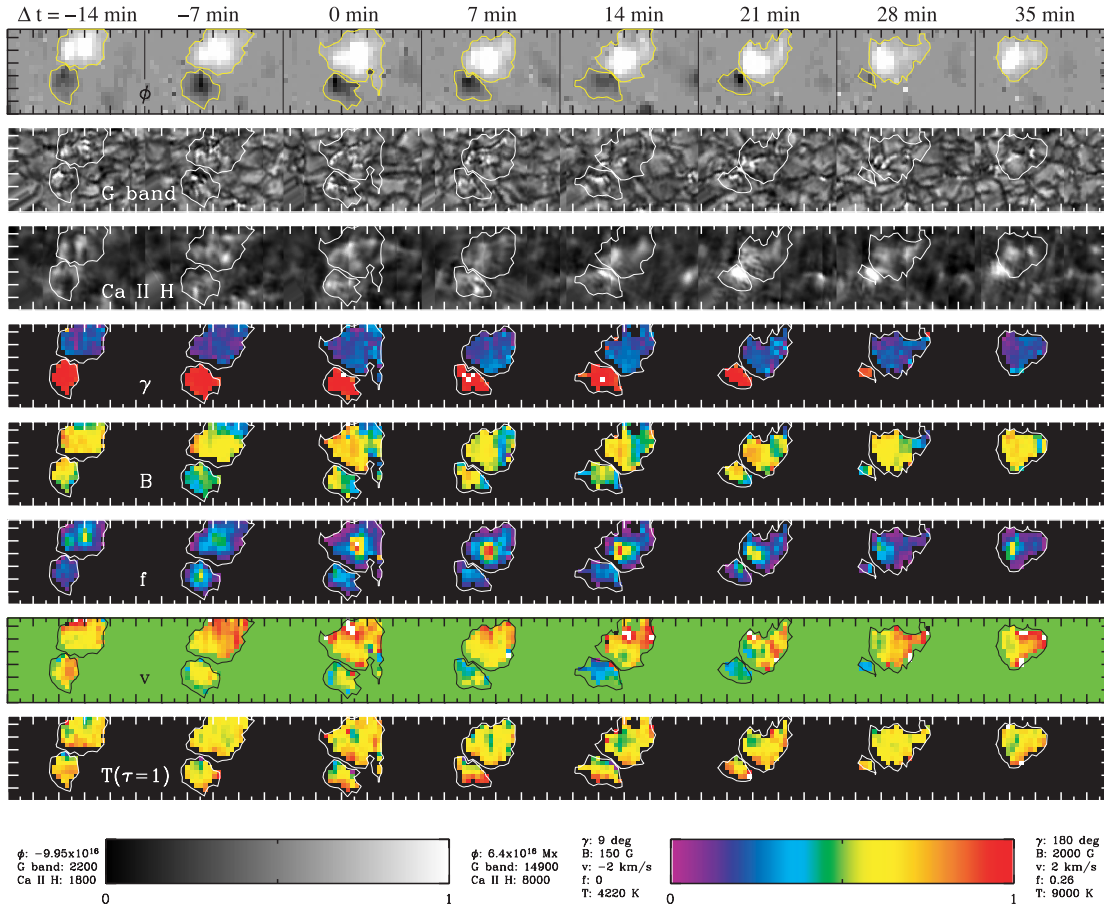 Δ t = −14 min −7 min 0 min 7 min 14 min 21 min 28 min 35 min
ϕ
G band
Ca II H
γ
B
f
v
T(τ=1)
ϕ: −9.95x10¹⁶
G band: 2200
Ca II H: 1800
0 1
ϕ: 6.4x10¹⁶ Mx
G band: 14900
Ca II H: 8000
γ: 9 deg
B: 150 G
v: −2 km/s
f: 0
T: 4220 K
0 1
γ: 180 deg
B: 2000 G
v: 2 km/s
f: 0.26
T: 9000 K